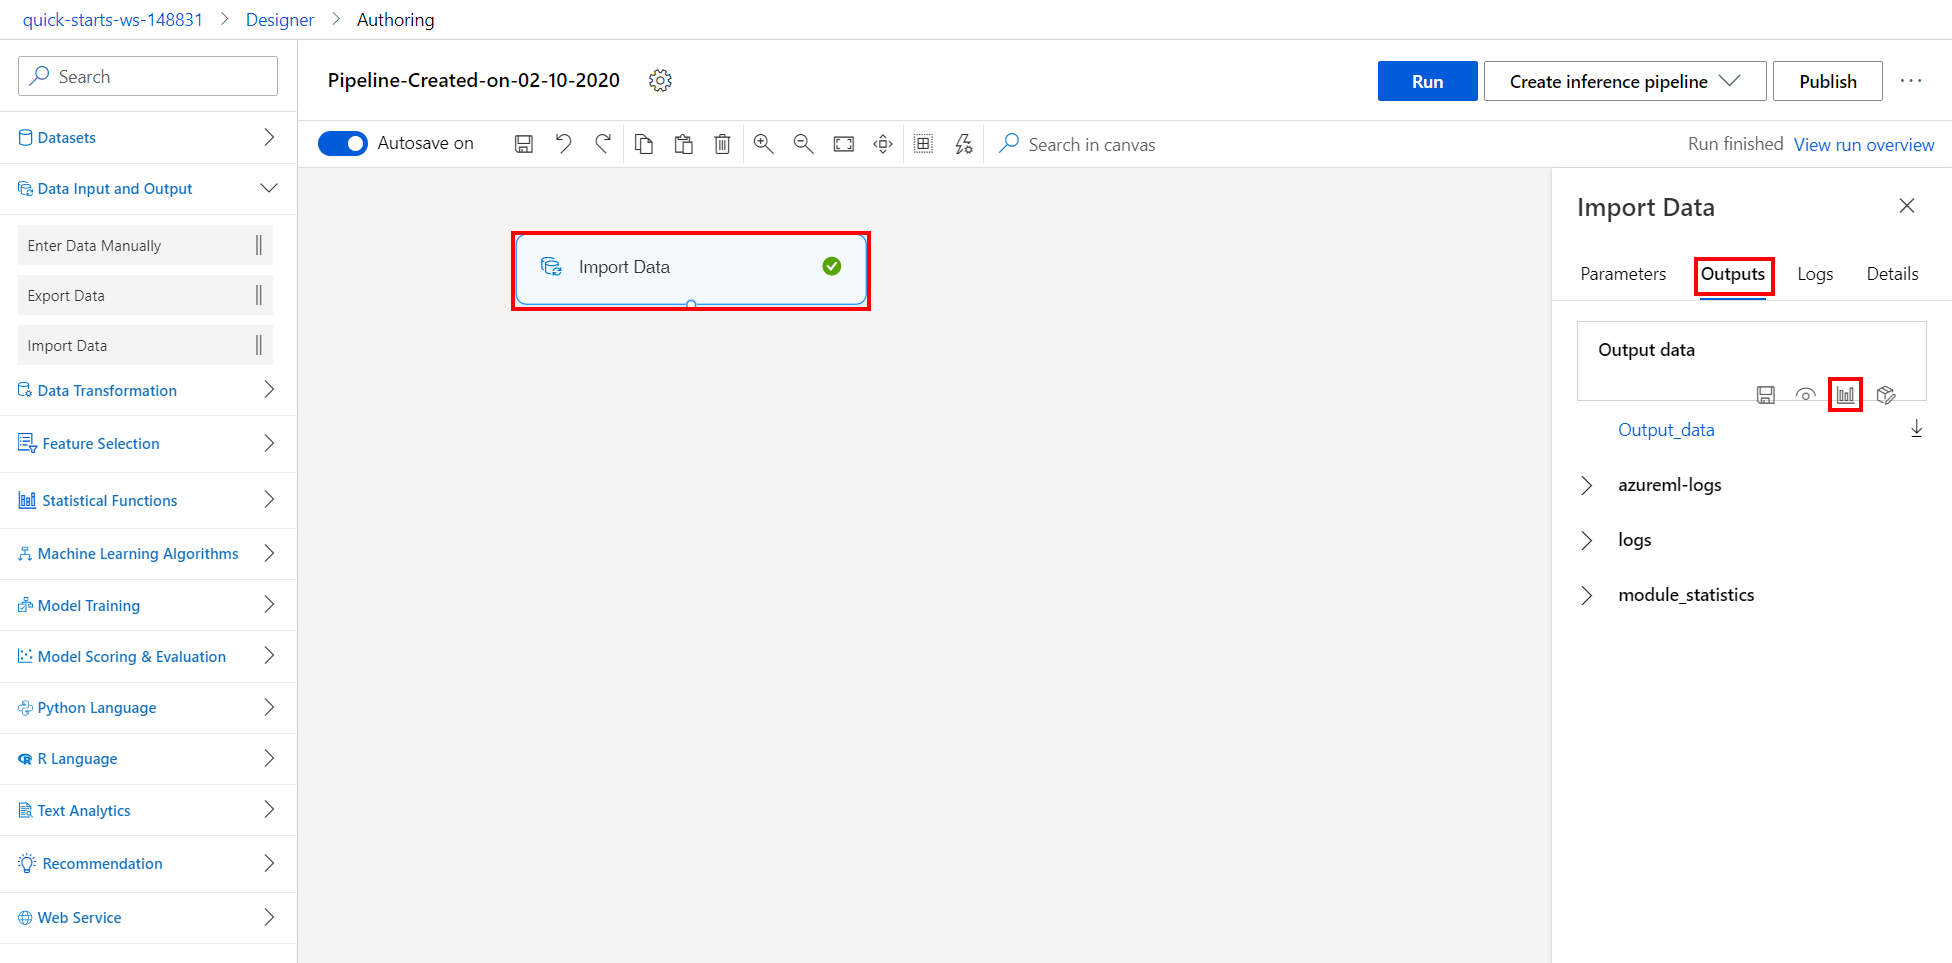 quick-starts-ws-148831 > Designer > Authoring
Search
Datasets
Data Input and Output
Enter Data Manually
Export Data
Import Data
Data Transformation
Feature Selection
Statistical Functions
Machine Learning Algorithms
Model Training
Model Scoring & Evaluation
Python Language
R Language
Text Analytics
Recommendation
Web Service
Pipeline-Created-on-02-10-2020
Run
Create inference pipeline
Publish
...
Autosave on
Search in canvas
Run finished View run overview
Import Data
Import Data
Parameters Outputs Logs Details
Output data
Output_data
azureml-logs
logs
module_statistics